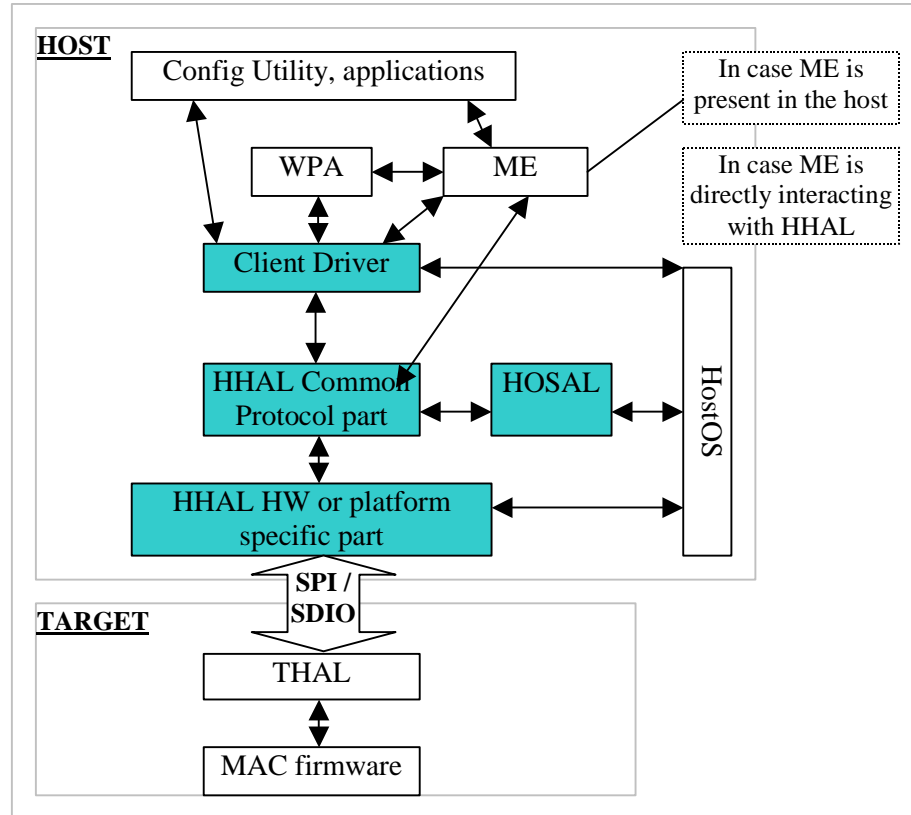 HOST
Config Utility, applications
In case ME is
present in the host
WPA
ME
In case ME is
directly interacting
with HHAL
Client Driver
HHAL Common
Protocol part
HOSAL
HostOS
HHAL HW or platform
specific part
SPI /
SDIO
TARGET
THAL
MAC firmware